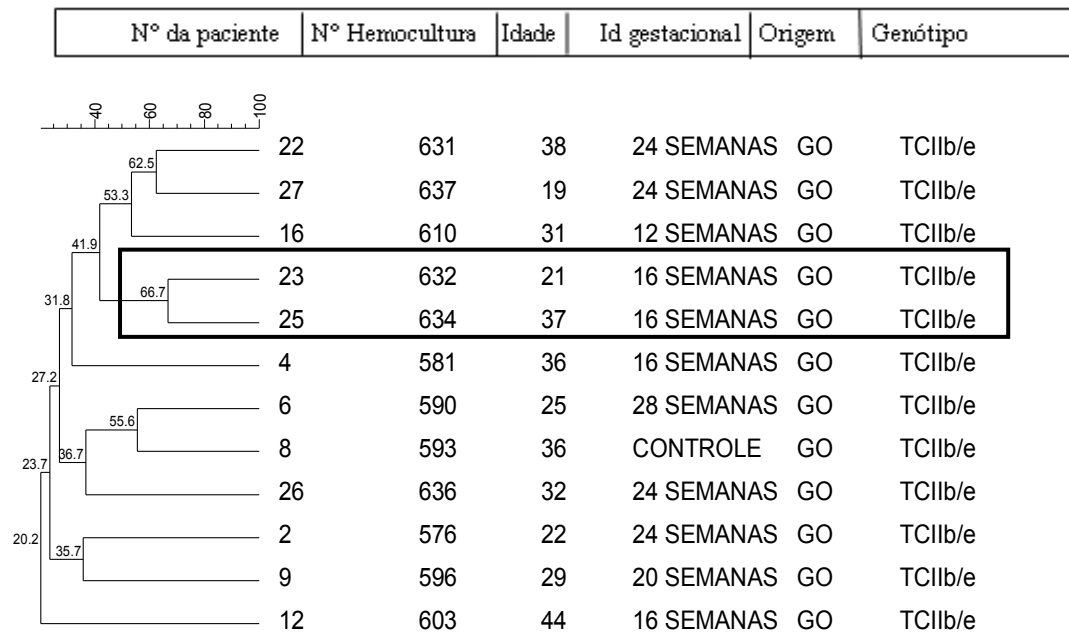 Nº da paciente Nº Hemocultura Idade Id gestacional Origem Genótipo
40 60 80 100
22 631 38 24 SEMANAS GO TCIIb/e
62.5
27 637 19 24 SEMANAS GO TCIIb/e
53.3
16 610 31 12 SEMANAS GO TCIIb/e
41.9
23 632 21 16 SEMANAS GO TCIIb/e
66.7
31.8
25 634 37 16 SEMANAS GO TCIIb/e
4 581 36 16 SEMANAS GO TCIIb/e
27.2
6 590 25 28 SEMANAS GO TCIIb/e
55.6
8 593 36 CONTROLE GO TCIIb/e
36.7
23.7
26 636 32 24 SEMANAS GO TCIIb/e
2 576 22 24 SEMANAS GO TCIIb/e
20.2
35.7
9 596 29 20 SEMANAS GO TCIIb/e
12 603 44 16 SEMANAS GO TCIIb/e